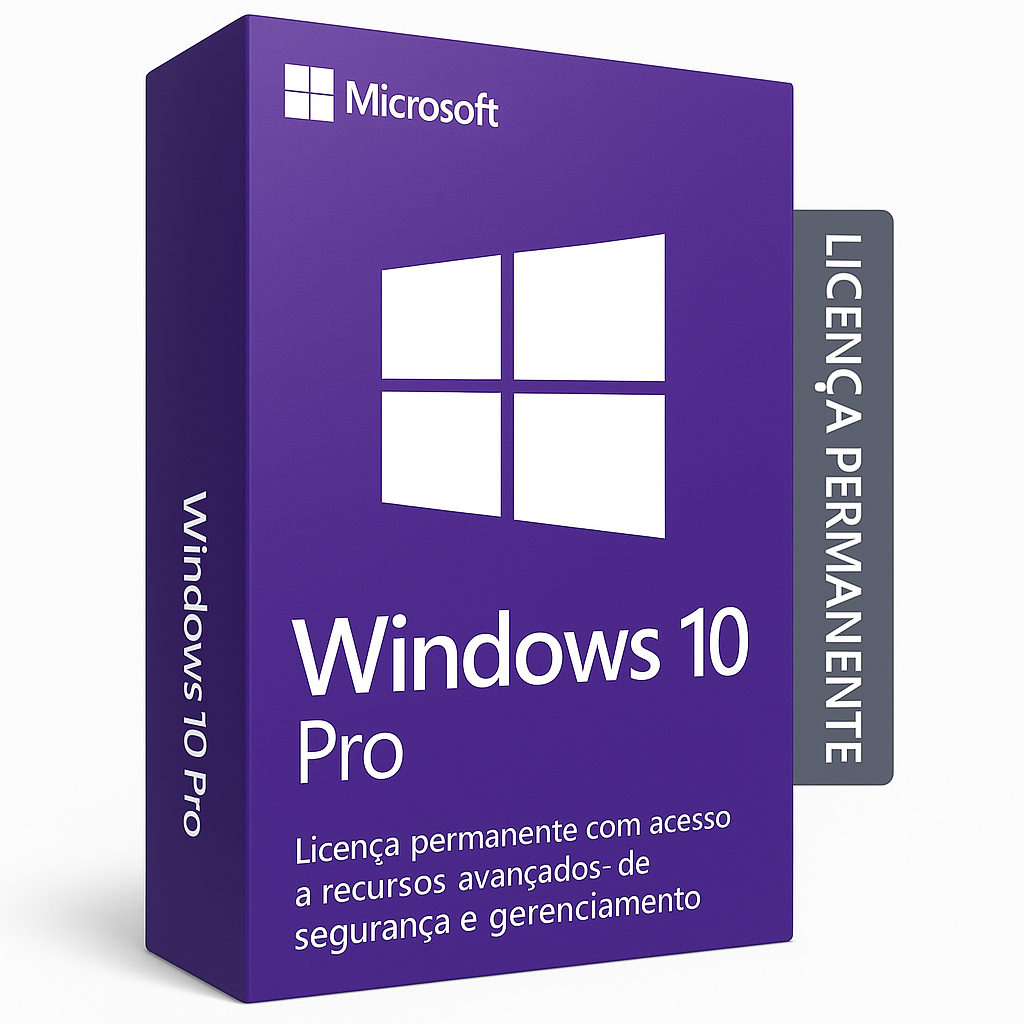 Microsoft
Windows 10
Pro
Licença permanente com acesso
a recursos avançados- de
segurança e gerenciamento
Windows 10 Pro
LICENÇA PERMANENTE